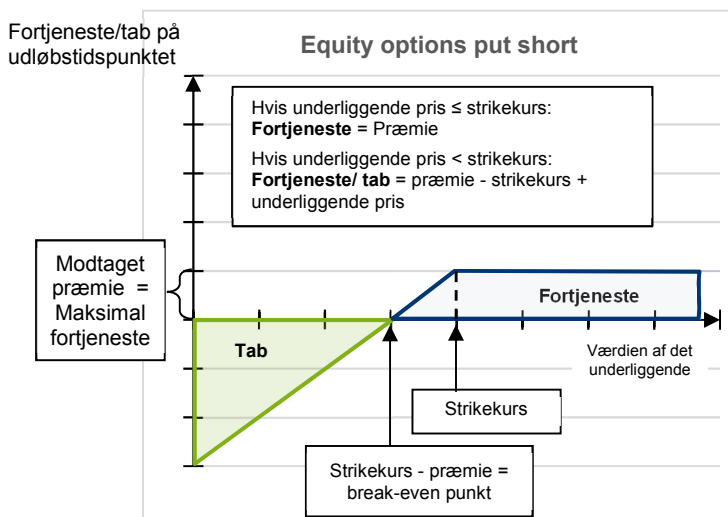 Fortjeneste/tab på
udløbstidspunktet
Equity options put short
Hvis underliggende pris ≤ strikekurs:
Fortjeneste = Præmie
Hvis underliggende pris < strikekurs:
Fortjeneste/ tab = præmie - strikekurs +
underliggende pris
Modtaget
præmie =
Maksimal
fortjeneste
Fortjeneste
Tab
Værdien af det
underliggende
Strikekurs
Strikekurs - præmie =
break-even punkt